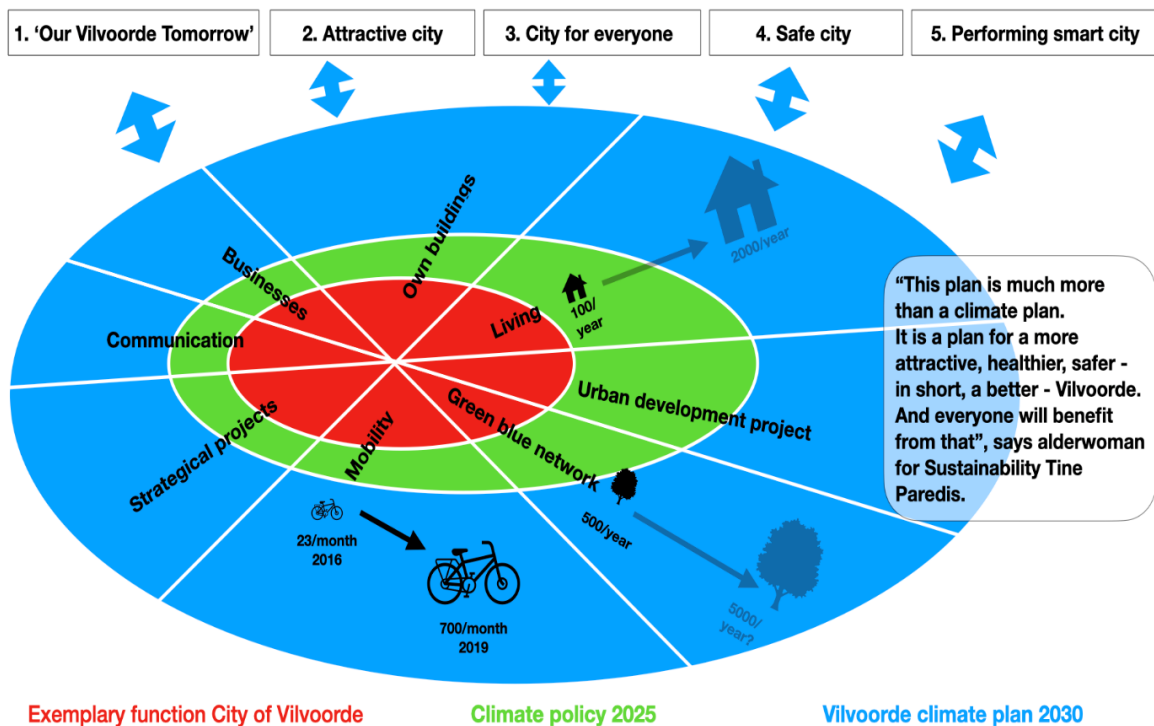 1. ‘Our Vilvoorde Tomorrow’
2. Attractive city
3. City for everyone
4. Safe city
5. Performing smart city
Own buildings
Businesses
Communication
Strategical projects
Mobility
Green blue network
Urban development project
Living
100/
year
2000/year
23/month
2016
700/month
2019
500/year
5000/
year?
“This plan is much more
than a climate plan.
It is a plan for a more
attractive, healthier, safer -
in short, a better - Vilvoorde.
And everyone will benefit
from that”, says alderwoman
for Sustainability Tine
Paredis.
Exemplary function City of Vilvoorde
Climate policy 2025
Vilvoorde climate plan 2030